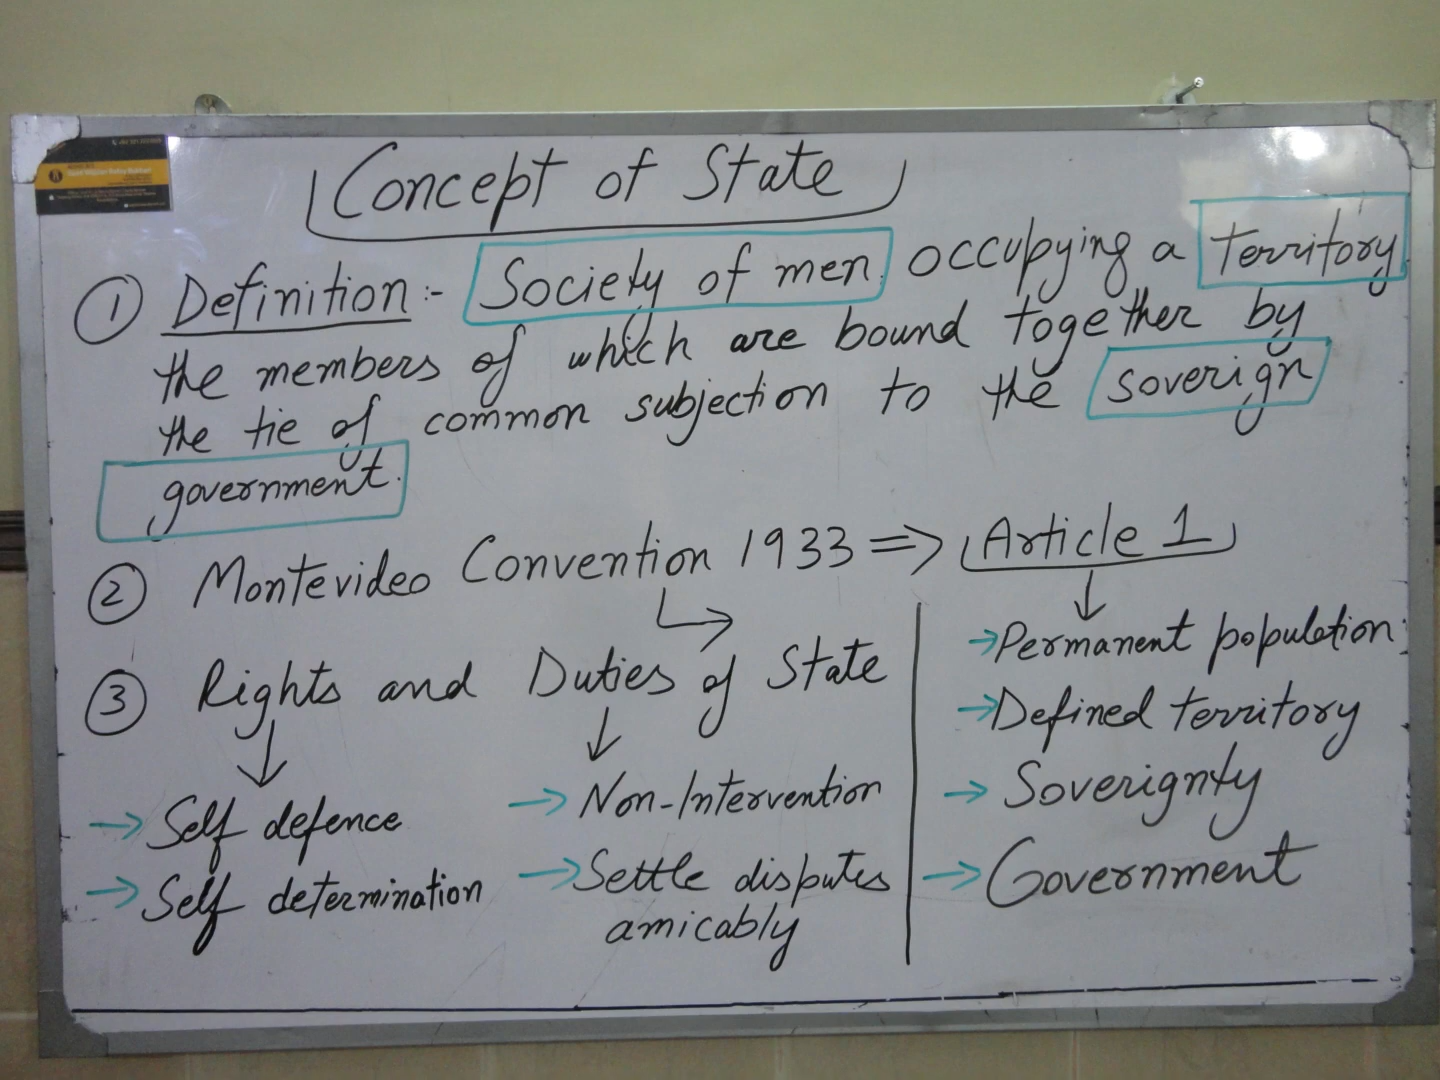 Concept of State
① Definition:- Society of men occupying a territory
the members of which are bound together by
the tie of common subjection to the soverign
government.
② Montevideo Convention 1933 ⇒ Article 1
③ Rights and Duties of State
→ Self defence
→ Self determination
→ Non-Intervention
→ Settle disputes
amicably
→ Permanent population
→ Defined territory
→ Soverignty
→ Government